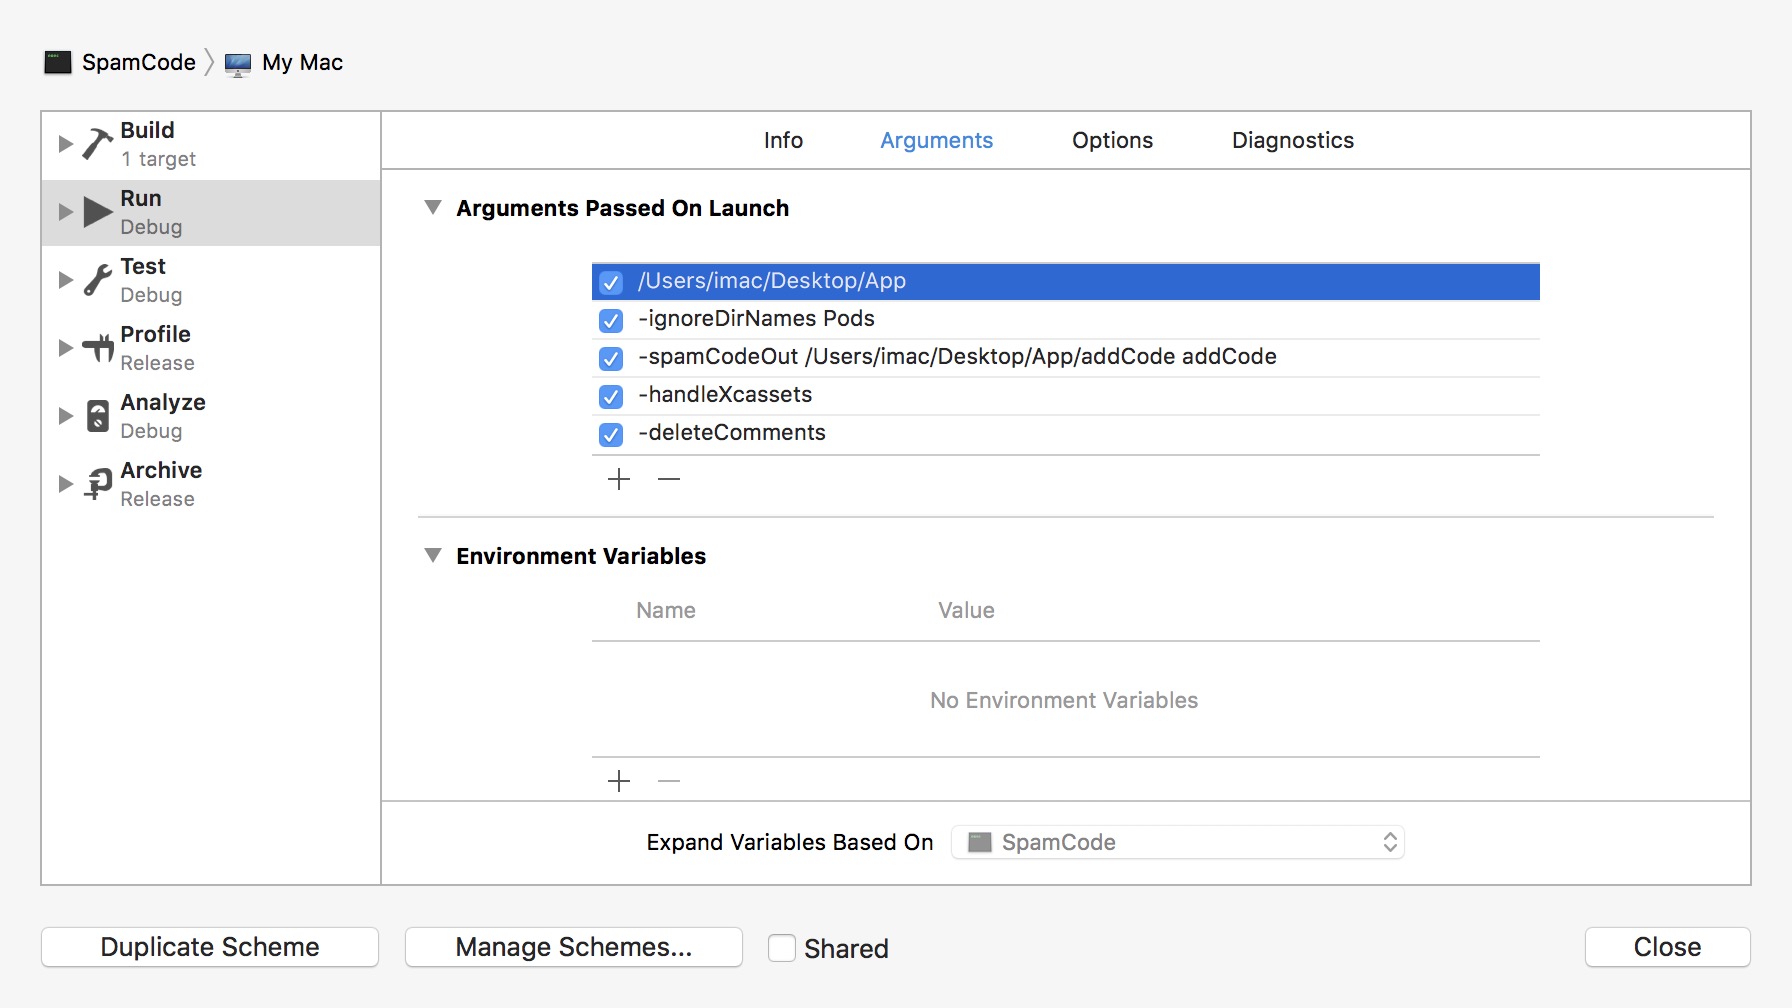 SpamCode My Mac
Build
1 target
Run
Debug
Test
Debug
Profile
Release
Analyze
Debug
Archive
Release
Info Arguments Options Diagnostics
Arguments Passed On Launch
/Users/imac/Desktop/App
-ignoreDirNames Pods
-spamCodeOut /Users/imac/Desktop/App/addCode addCode
-handleXcassets
-deleteComments
Environment Variables
Name Value
No Environment Variables
Expand Variables Based On SpamCode
Duplicate Scheme Manage Schemes... Shared Close